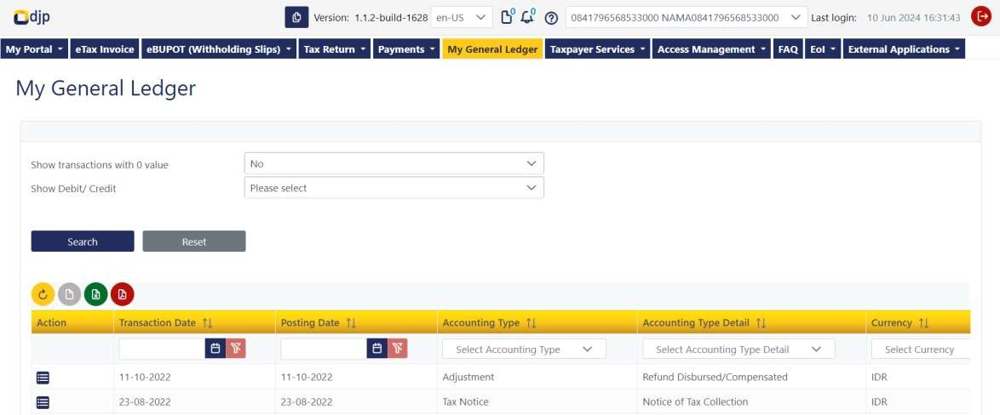 djp Version: 1.1.2-build-1628 en-US 0 0 0841796568533000 NAMA0841796568533000 Last login: 10 Jun 2024 16:31:43
My Portal eTax Invoice eBUPOT (Withholding Slips) Tax Return Payments My General Ledger Taxpayer Services Access Management FAQ EoI External Applications
My General Ledger
Show transactions with 0 value No
Show Debit/ Credit Please select
Search Reset
Action Transaction Date Posting Date Accounting Type Accounting Type Detail Currency
Select Accounting Type Select Accounting Type Detail Select Currency
11-10-2022 11-10-2022 Adjustment Refund Disbursed/Compensated IDR
23-08-2022 23-08-2022 Tax Notice Notice of Tax Collection IDR